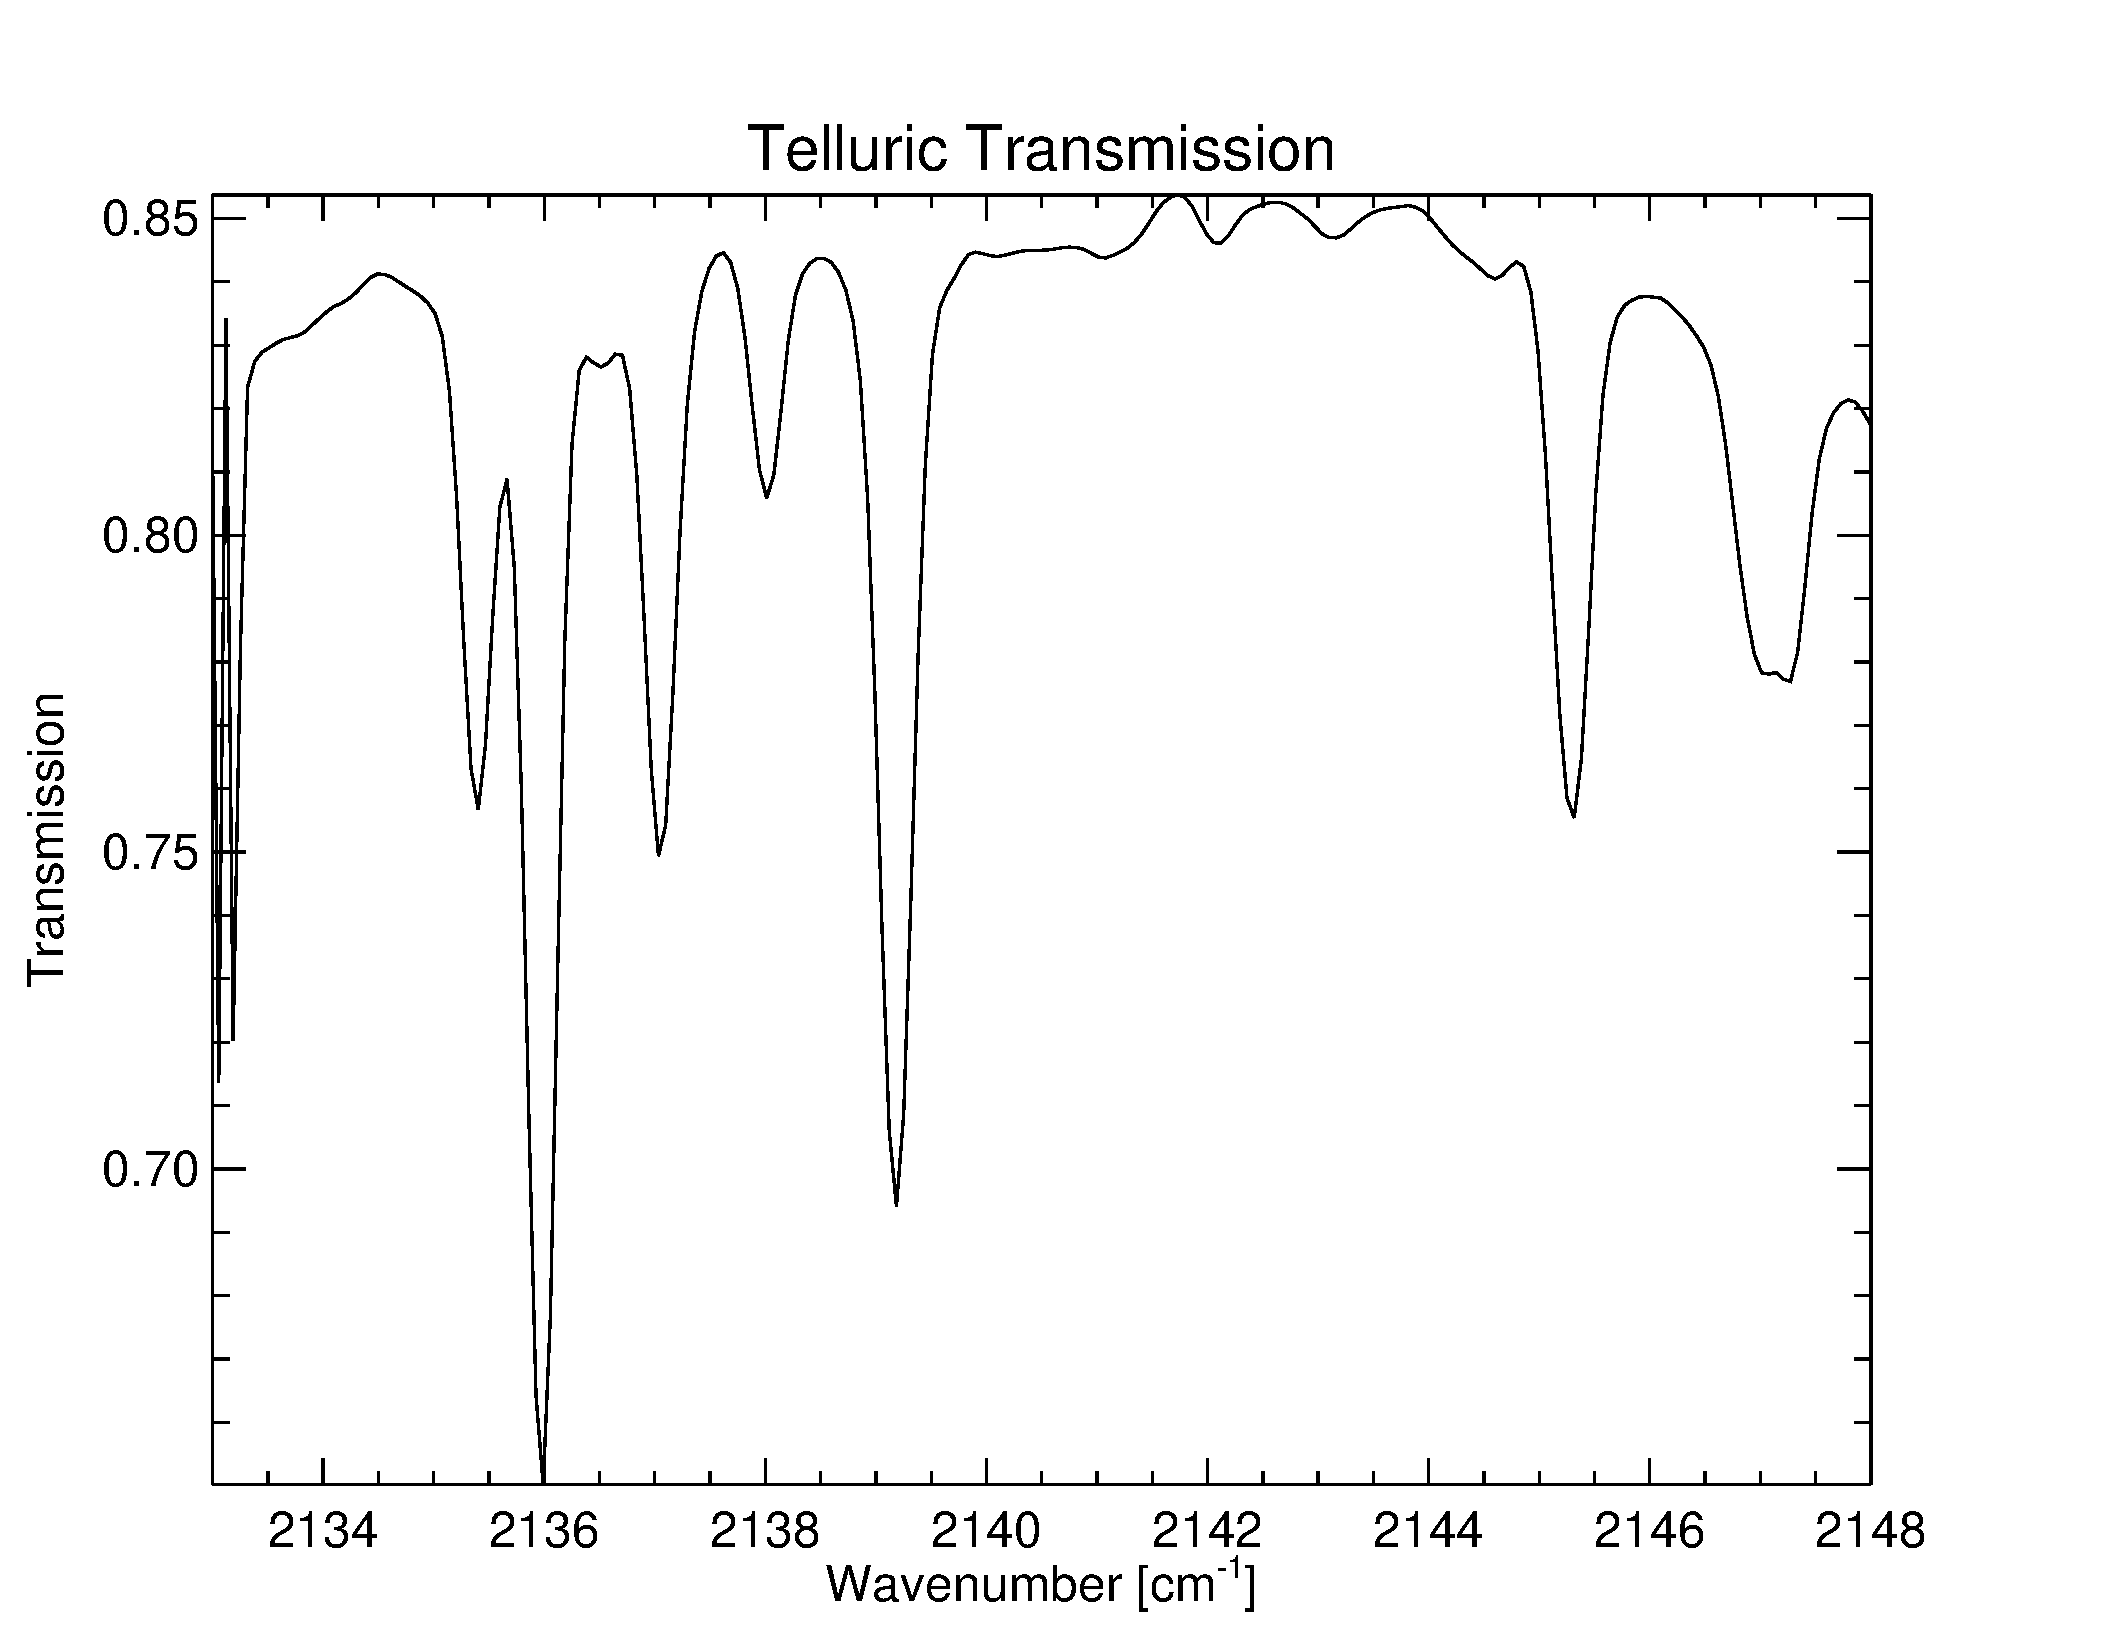 Telluric Transmission
0.85
0.80
0.75
0.70
Transmission
2134 2136 2138 2140 2142 2144 2146 2148
Wavenumber [cm⁻¹]